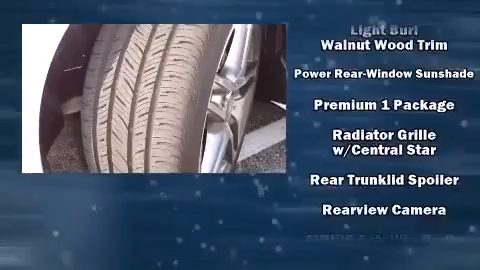 Light Burl
Walnut Wood Trim
Power Rear-Window Sunshade
Premium 1 Package
Radiator Grille
w/Central Star
Rear Trunklid Spoiler
Rearview Camera